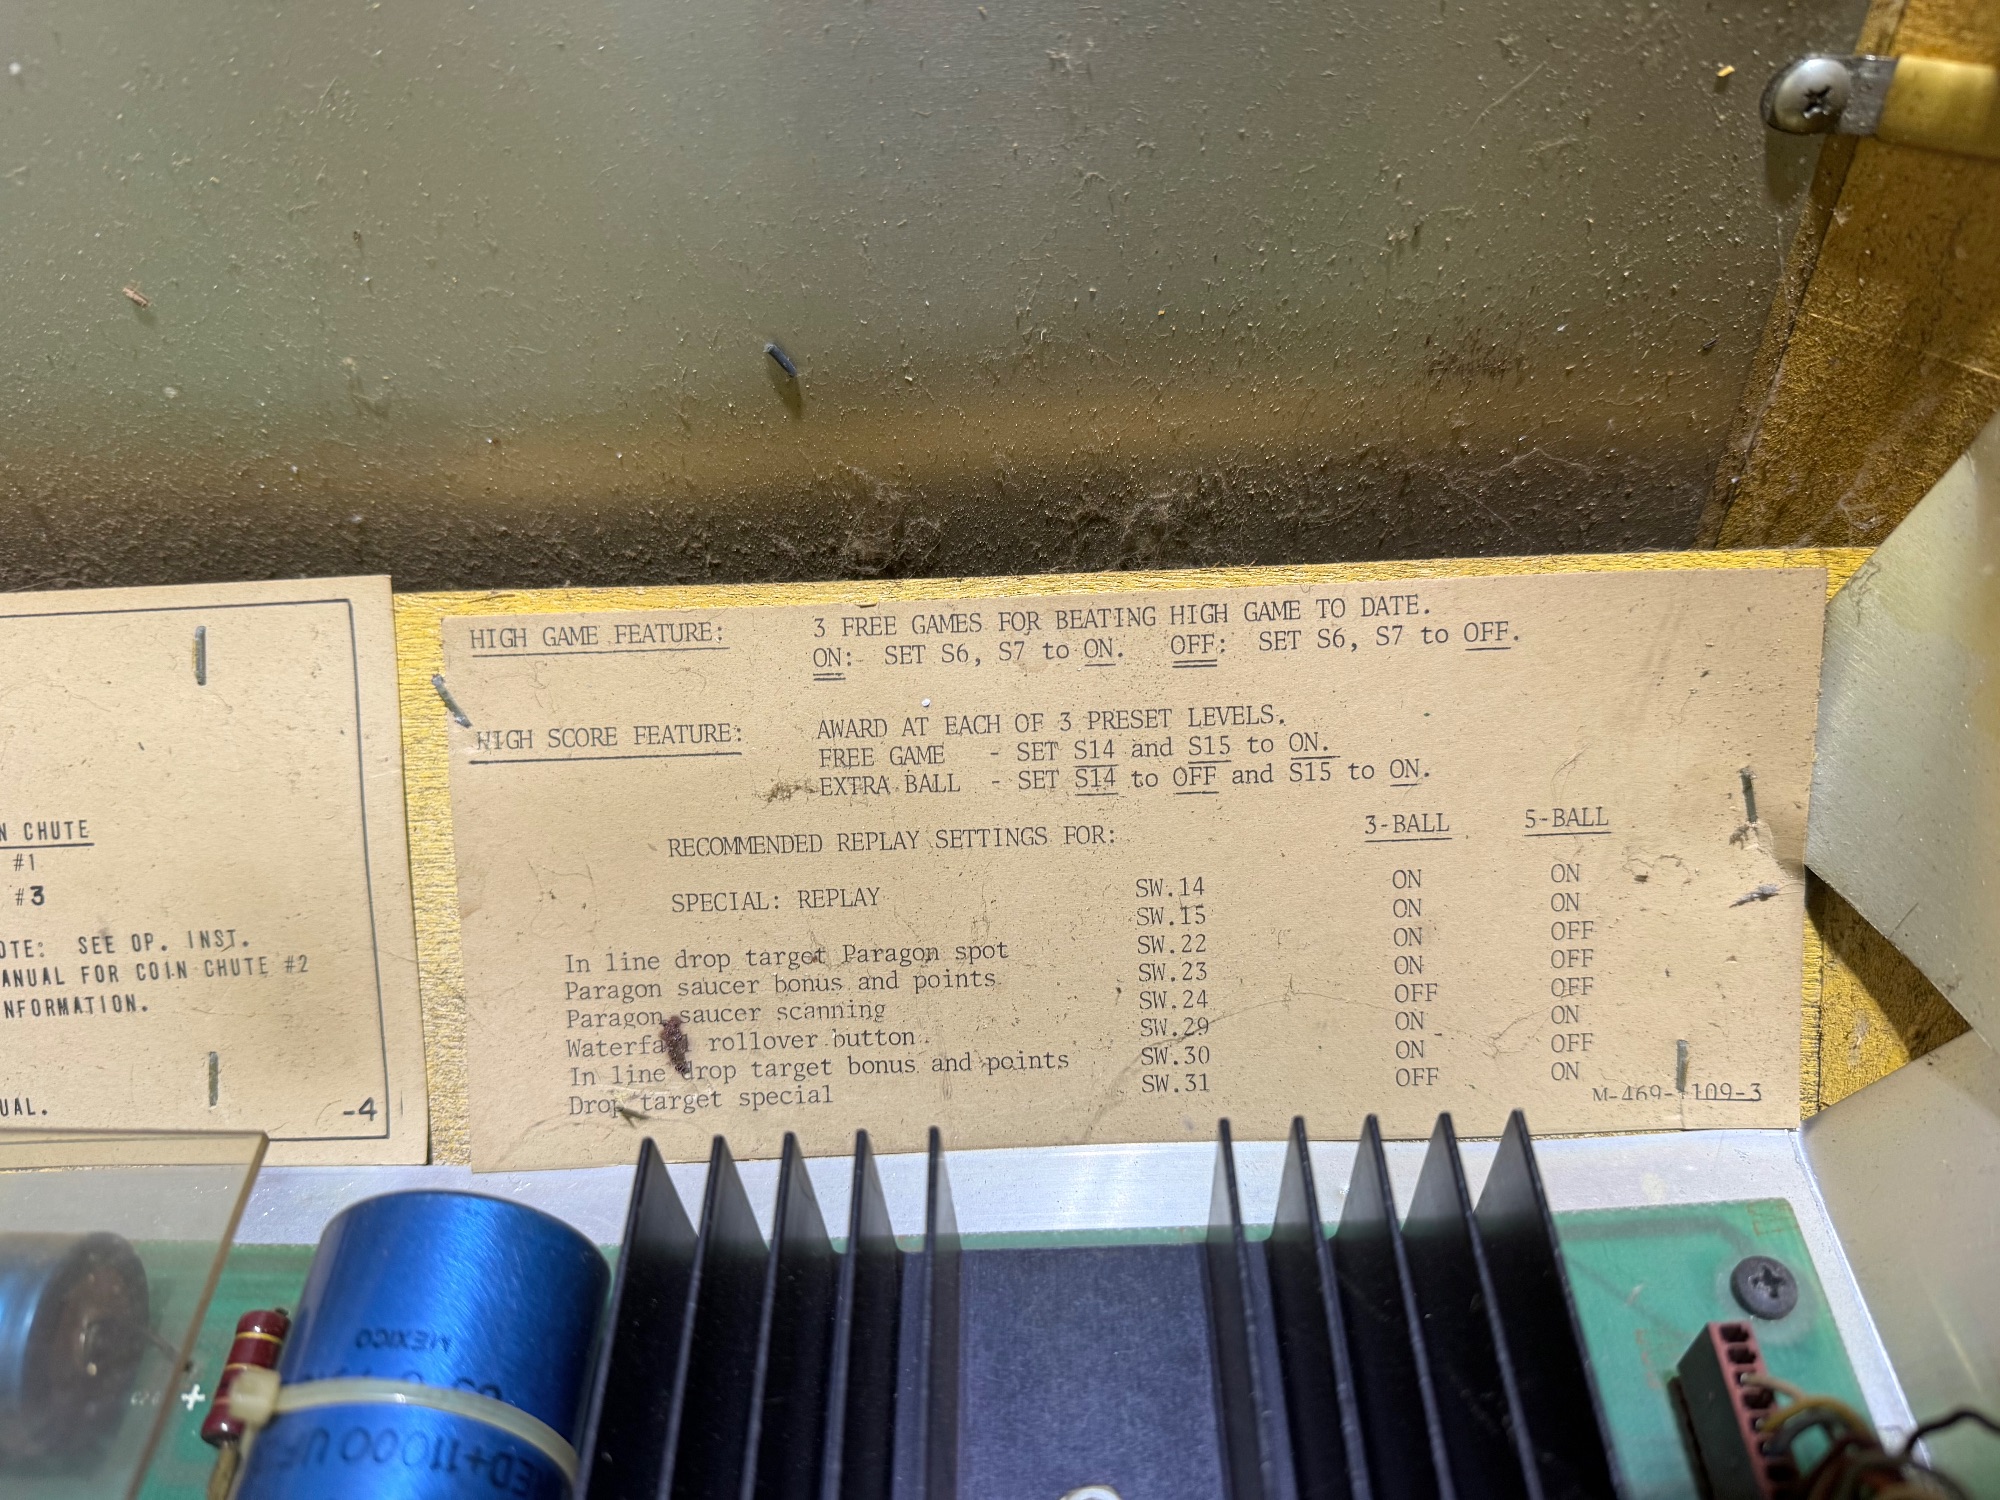 HIGH GAME FEATURE: 3 FREE GAMES FOR BEATING HIGH GAME TO DATE.
ON: SET S6, S7 to ON. OFF: SET S6, S7 to OFF.
HIGH SCORE FEATURE: AWARD AT EACH OF 3 PRESET LEVELS.
FREE GAME - SET S14 and S15 to ON.
EXTRA BALL - SET S14 to OFF and S15 to ON.
RECOMMENDED REPLAY SETTINGS FOR: 3-BALL 5-BALL
SPECIAL: REPLAY SW.14 ON ON
SW.15 ON ON
In line drop target Paragon spot SW.22 ON OFF
Paragon saucer bonus and points SW.23 ON OFF
Paragon saucer scanning SW.24 OFF OFF
Waterfall rollover button SW.29 ON ON
In line drop target bonus and points SW.30 ON OFF
Drop target special SW.31 OFF ON
M-469- 109-3
N CHUTE
#1
#3
OTE: SEE OP. INST.
ANUAL FOR COIN CHUTE #2
NFORMATION.
UAL.
-4
MEXICO
ED+11000 UF